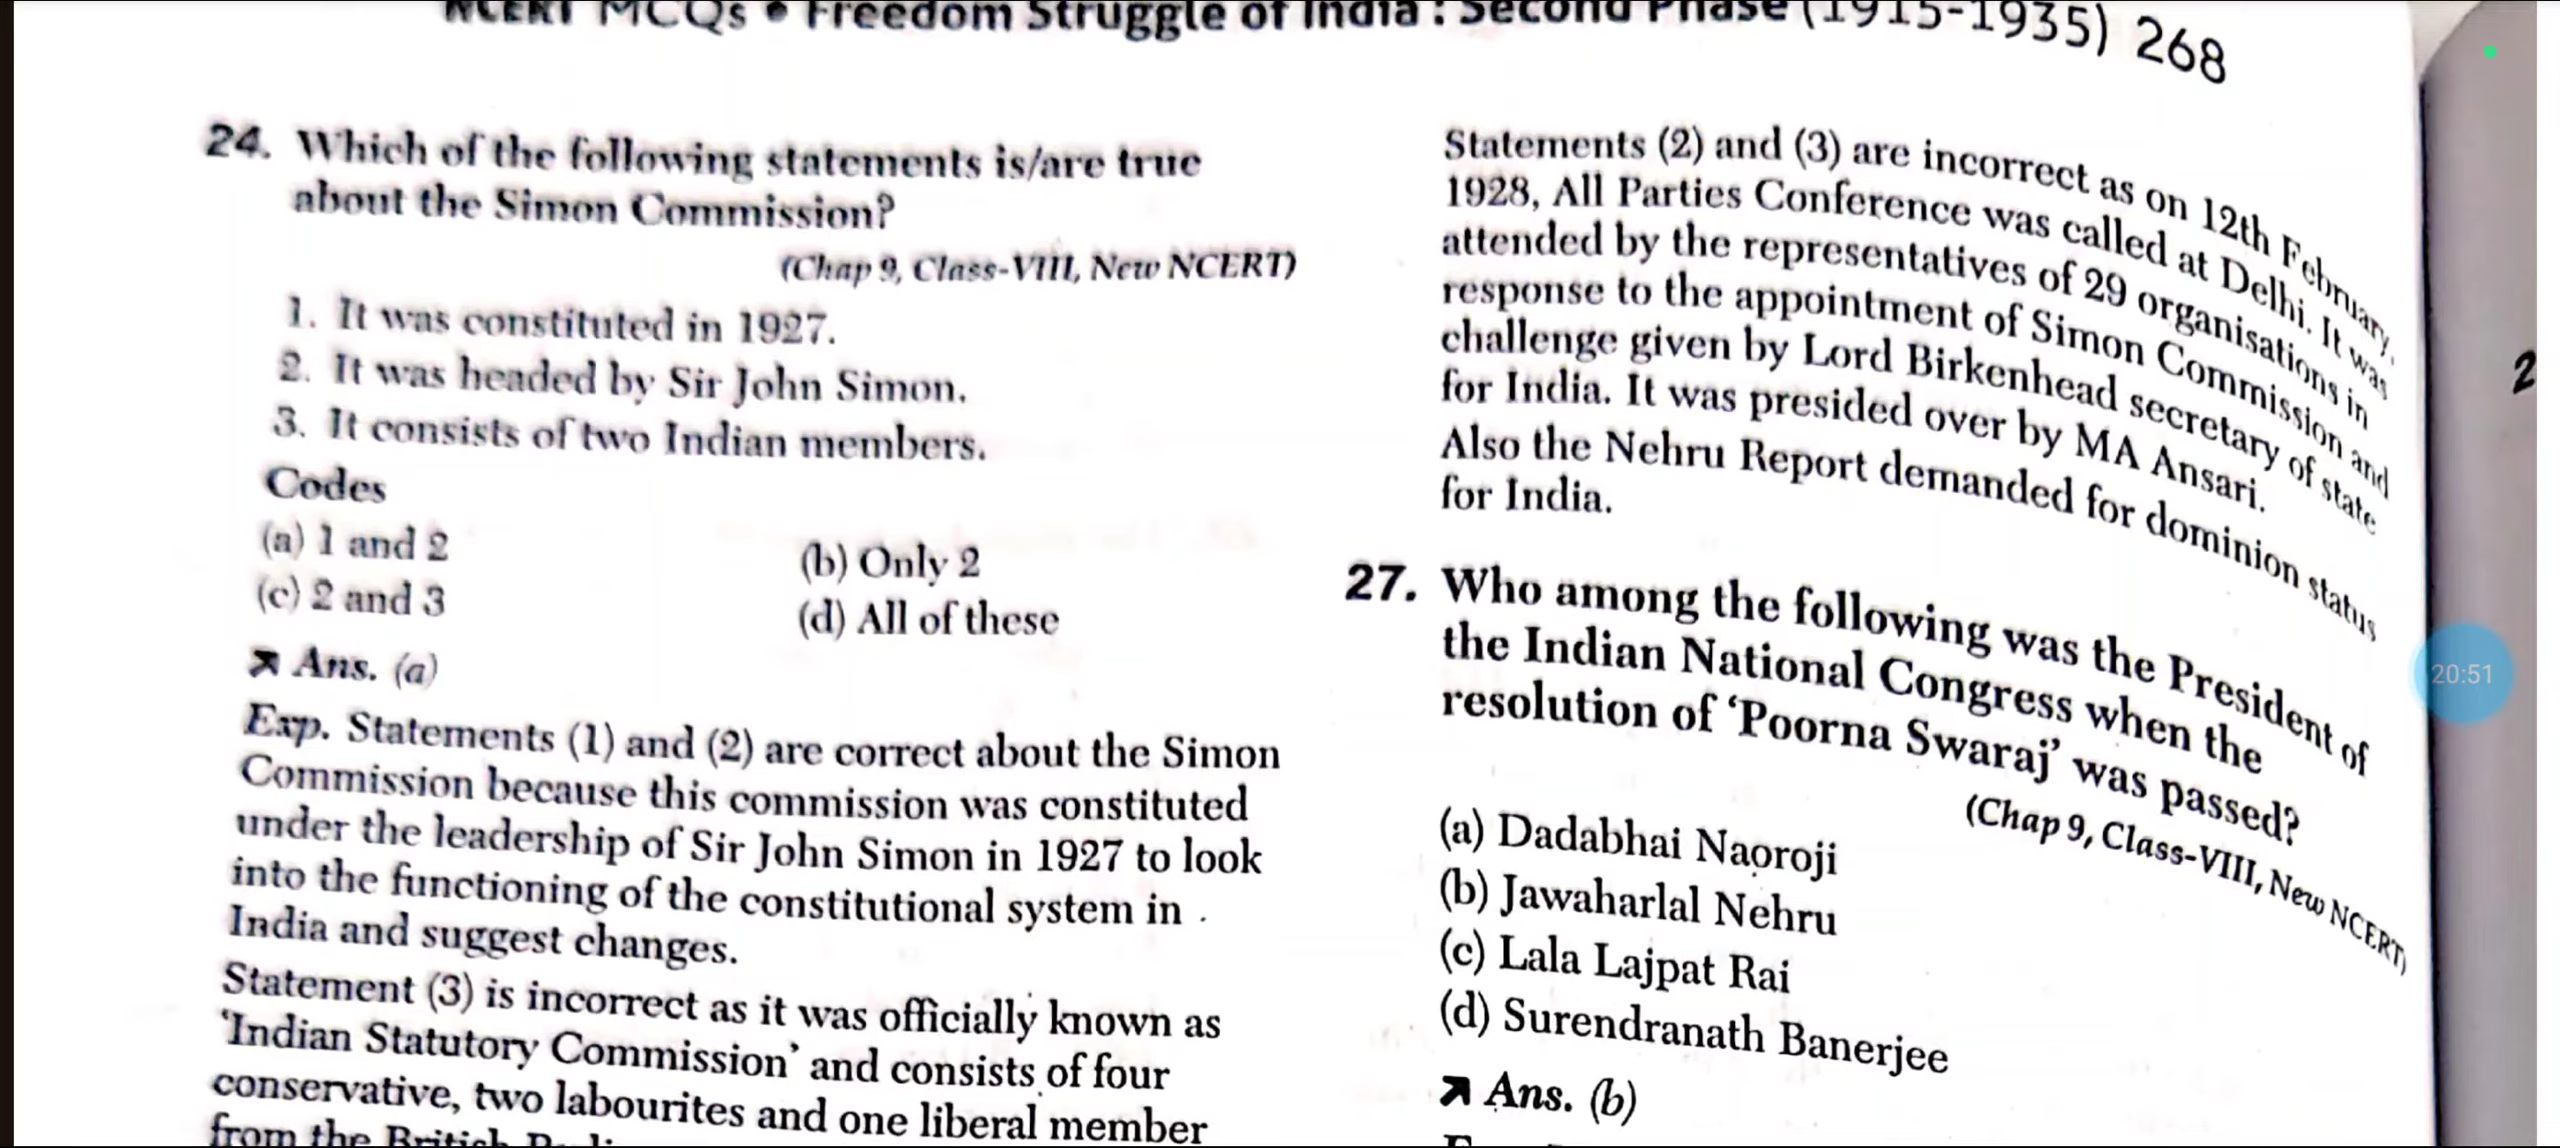 NCERT MCQs • Freedom Struggle of India : Second Phase (1915-1935) 268
24. Which of the following statements is/are true
about the Simon Commission?
(Chap 9, Class-VIII, New NCERT)
1. It was constituted in 1927.
2. It was headed by Sir John Simon.
3. It consists of two Indian members.
Codes
(a) 1 and 2
(b) Only 2
(c) 2 and 3
(d) All of these
Ans. (a)
Exp. Statements (1) and (2) are correct about the Simon
Commission because this commission was constituted
under the leadership of Sir John Simon in 1927 to look
into the functioning of the constitutional system in
India and suggest changes.
Statement (3) is incorrect as it was officially known as
'Indian Statutory Commission' and consists of four
conservative, two labourites and one liberal member
from the British
Statements (2) and (3) are incorrect as on 12th February,
1928, All Parties Conference was called at Delhi. It was
attended by the representatives of 29 organisations in
response to the appointment of Simon Commission and
challenge given by Lord Birkenhead secretary of state
for India. It was presided over by MA Ansari.
Also the Nehru Report demanded for dominion status
for India.
27. Who among the following was the President of
the Indian National Congress when the
resolution of 'Poorna Swaraj' was passed?
(Chap 9, Class-VIII, New NCERT)
(a) Dadabhai Naoroji
(b) Jawaharlal Nehru
(c) Lala Lajpat Rai
(d) Surendranath Banerjee
Ans. (b)
2
20:51